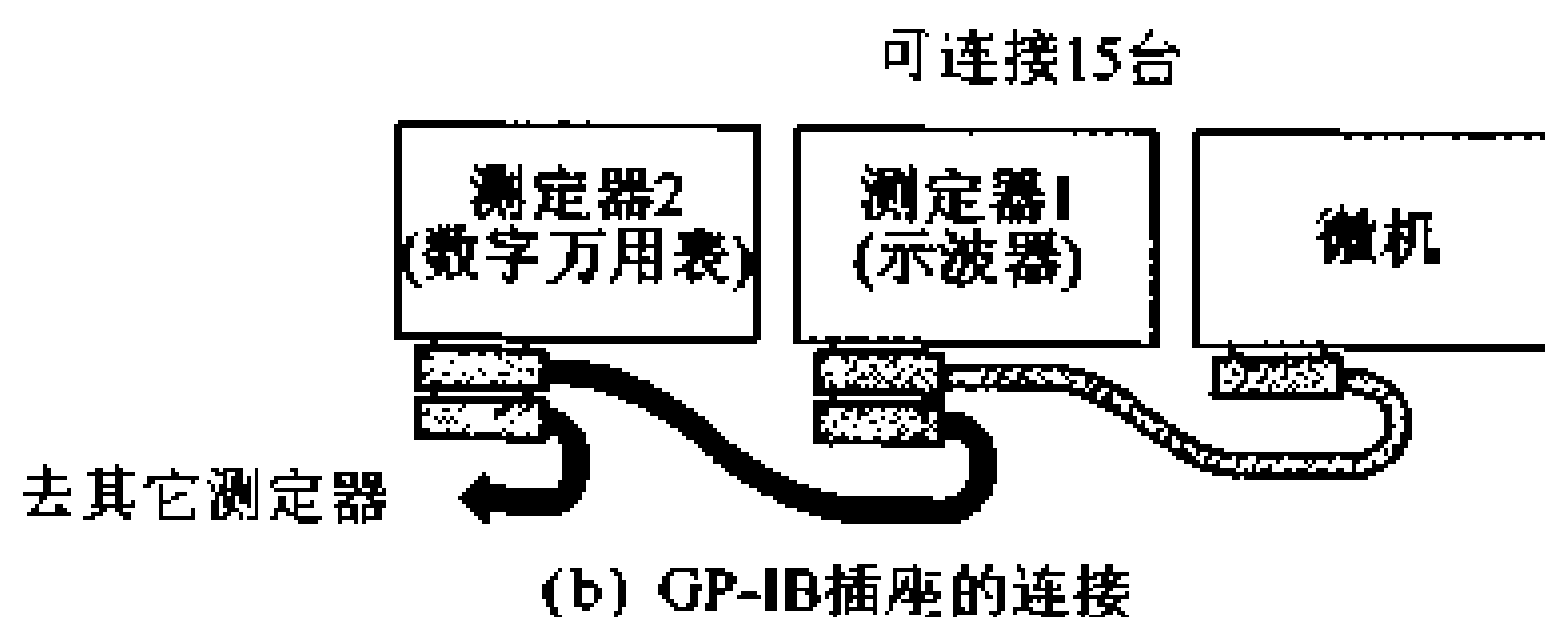 可连接15台
测定器2
(数字万用表)
测定器1
(示波器)
微机
去其它测定器
(b) GP-IB插座的连接